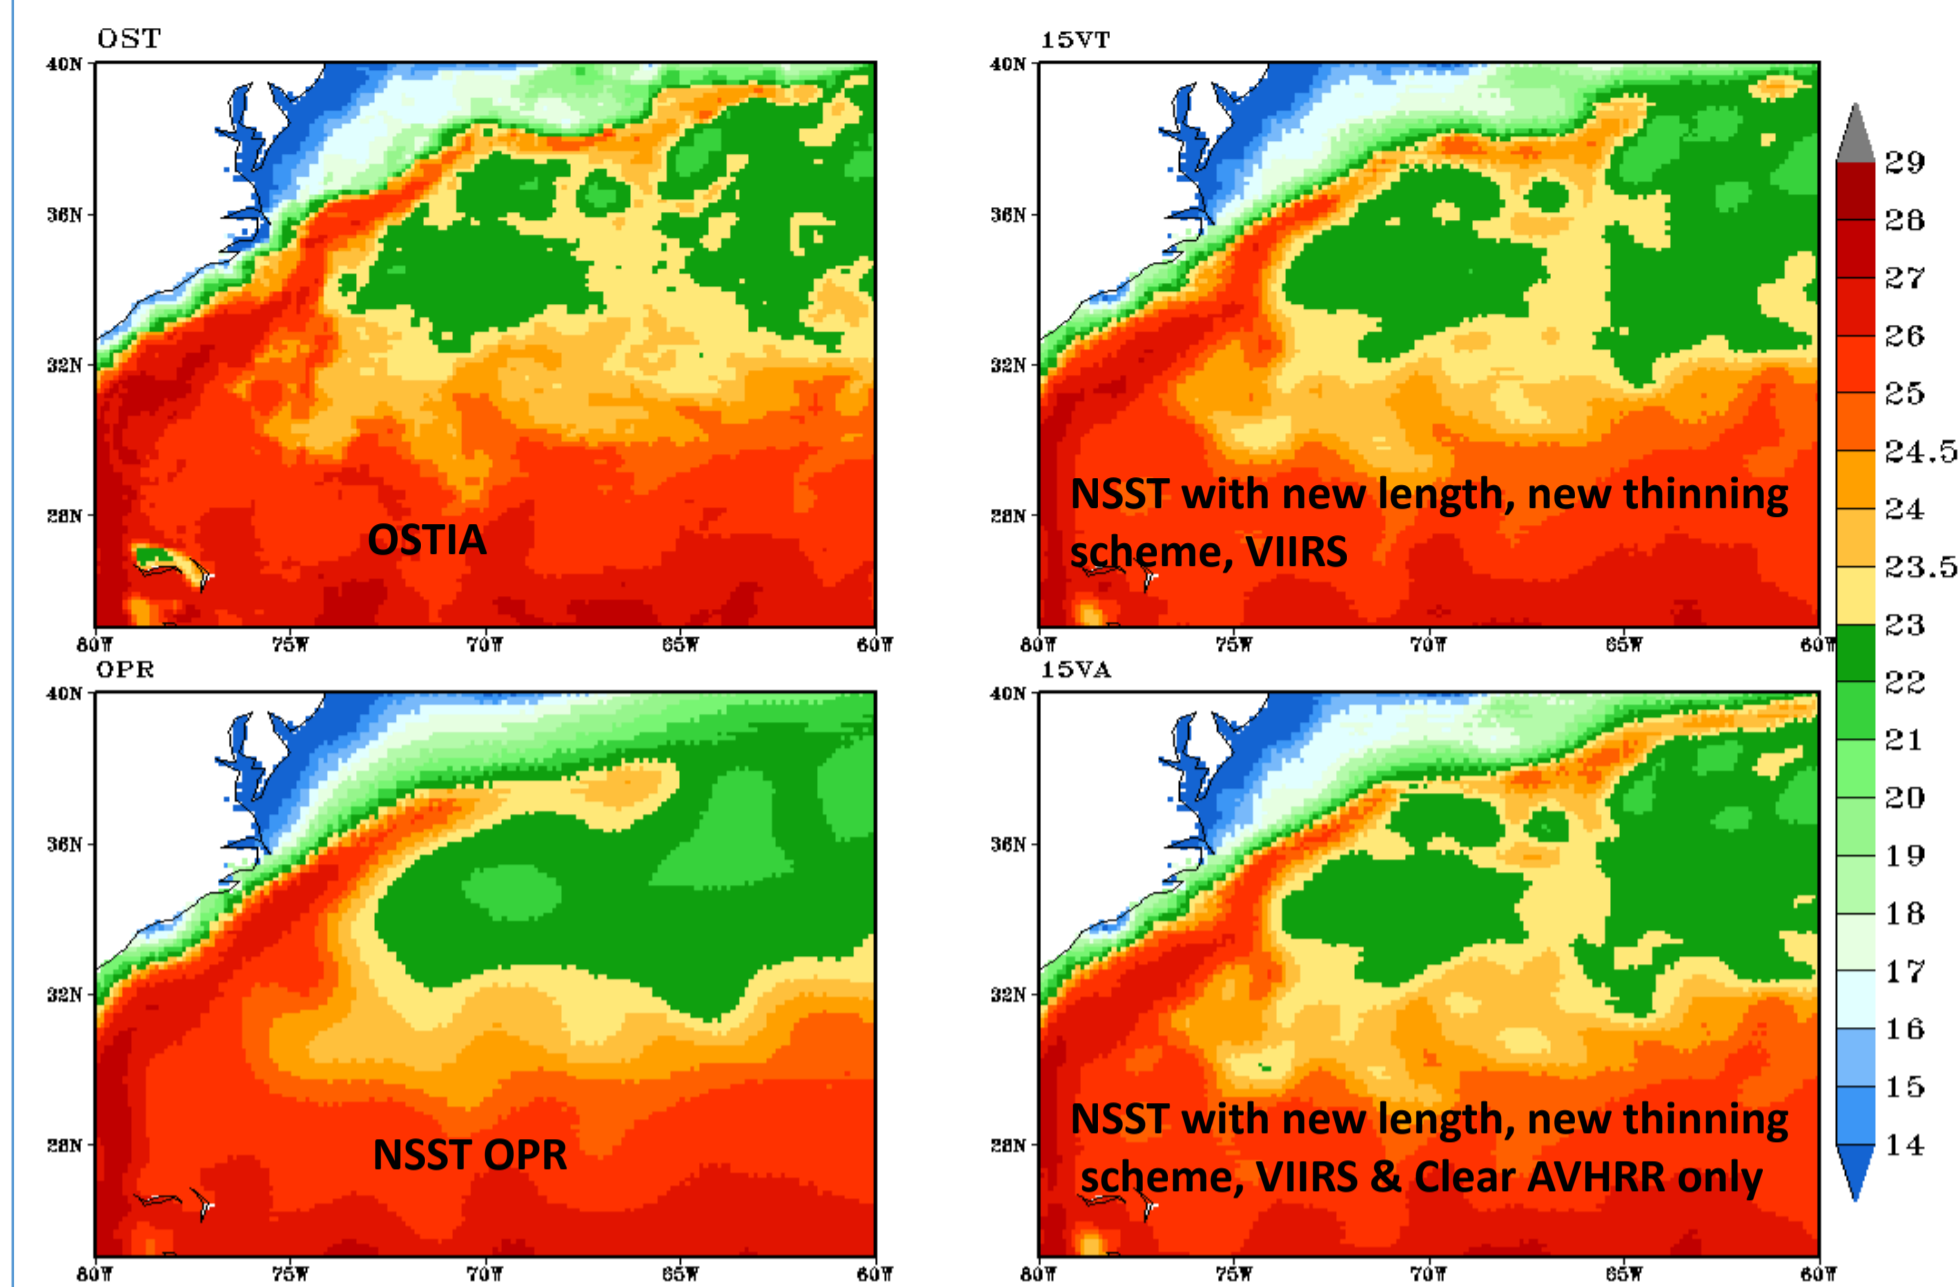 OST
40N
36N
32N
28N
80W 75W 70W 65W 60W
OSTIA
15VT
40N
36N
32N
28N
80W 75W 70W 65W 60W
NSST with new length, new thinning
scheme, VIIRS
OPR
40N
36N
32N
28N
80W 75W 70W 65W 60W
NSST OPR
15VA
40N
36N
32N
28N
80W 75W 70W 65W 60W
NSST with new length, new thinning
scheme, VIIRS & Clear AVHRR only
29
28
27
26
25
24.5
24
23.5
23
22
21
20
19
18
17
16
15
14